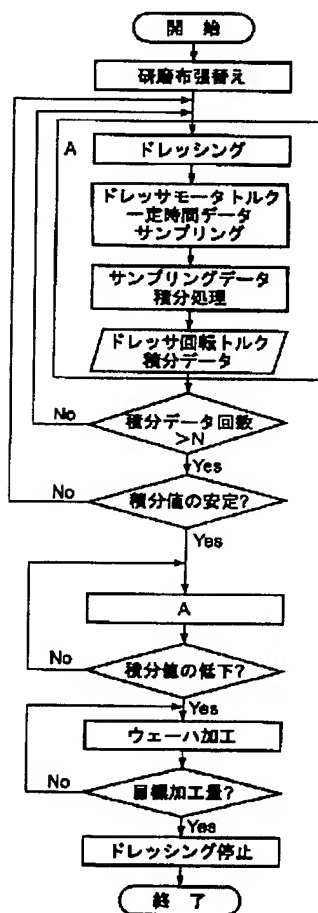 開 始
研磨布張替え
A
ドレッシング
ドレッサモータトルク
一定時間データ
サンプリング
サンプリングデータ
積分処理
ドレッサ回転トルク
積分データ
No
積分データ回数
>N
Yes
No
積分値の安定?
Yes
A
No
積分値の低下?
Yes
ウェーハ加工
No
目標加工量?
Yes
ドレッシング停止
終 了